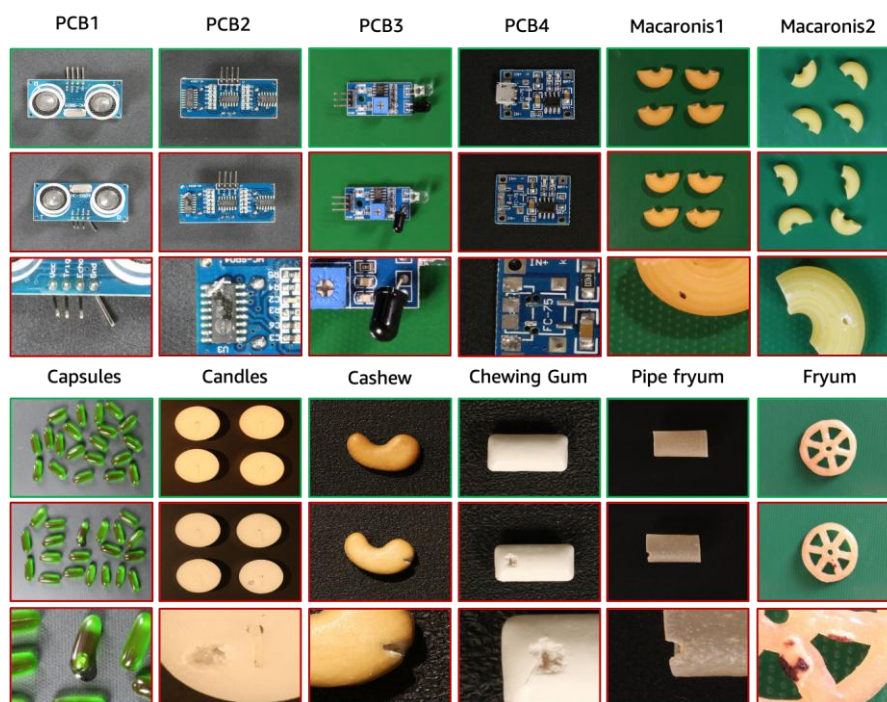 PCB1 PCB2 PCB3 PCB4 Macaronis1 Macaronis2
Vcc Trig Echo Gnd
IN+
FC-75
Capsules Candles Cashew Chewing Gum Pipe fryum Fryum